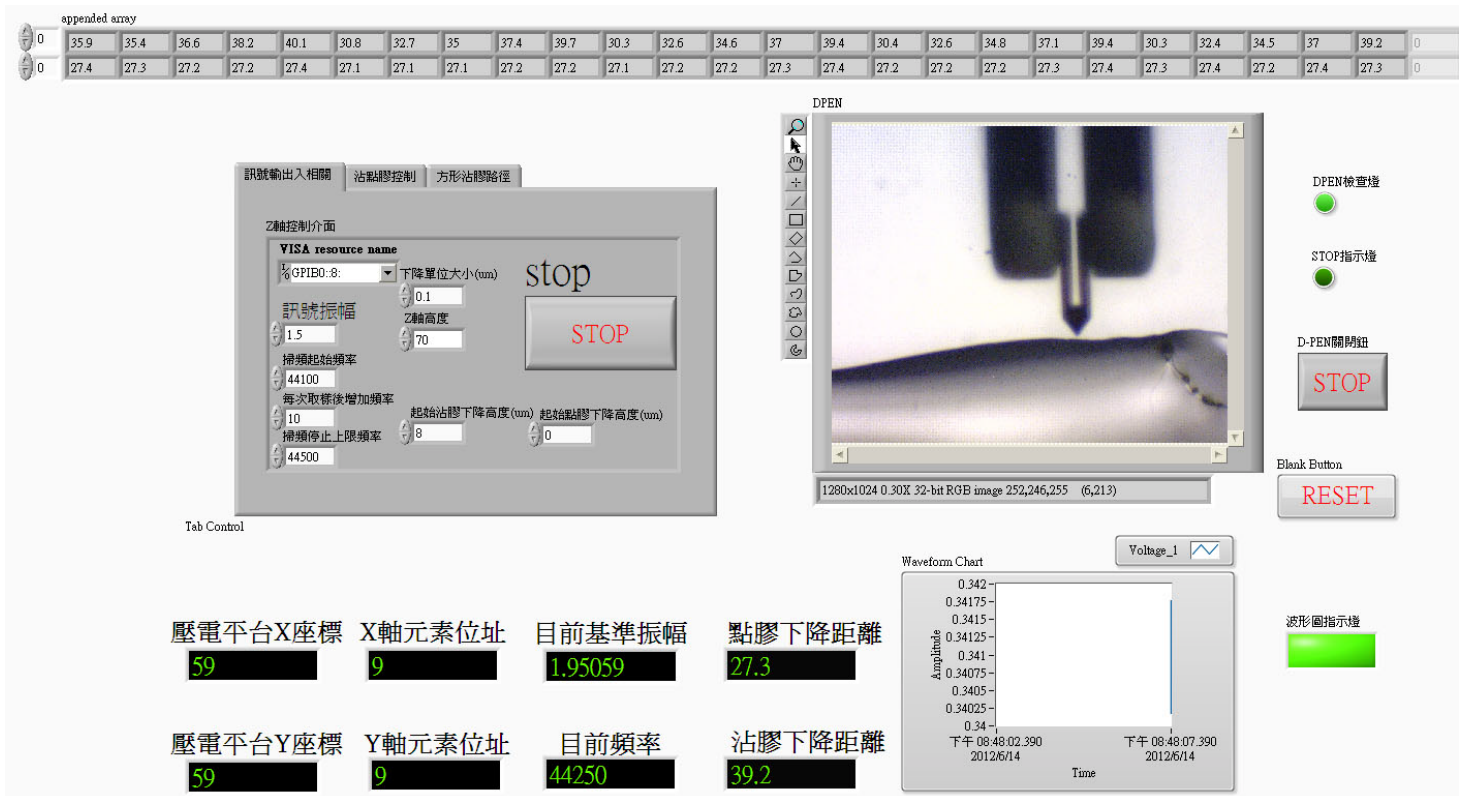 appended array
0 35.9 35.4 36.6 38.2 40.1 30.8 32.7 35 37.4 39.7 30.3 32.6 34.6 37 39.4 30.4 32.6 34.8 37.1 39.4 30.3 32.4 34.5 37 39.2 0
0 27.4 27.3 27.2 27.2 27.4 27.1 27.1 27.1 27.2 27.2 27.1 27.2 27.2 27.3 27.4 27.2 27.2 27.2 27.3 27.4 27.3 27.4 27.2 27.4 27.3 0
訊號輸出入相關 沾點膠控制 方形沾膠路徑
Z軸控制介面
VISA resource name
GPIB0::8:
下降單位大小(um)
0.1
stop
訊號振幅
1.5
Z軸高度
70
STOP
掃頻起始頻率
44100
每次取樣後增加頻率
10
起始沾膠下降高度(um) 起始點膠下降高度(um)
8 0
掃頻停止上限頻率
44500
Tab Control
DPEN
1280x1024 0.30X 32-bit RGB image 252,246,255 (6,213)
DPEN檢查燈
STOP指示燈
D-PEN關閉鈕
STOP
Blank Button
RESET
壓電平台X座標 X軸元素位址 目前基準振幅 點膠下降距離
59 9 1.95059 27.3
壓電平台Y座標 Y軸元素位址 目前頻率 沾膠下降距離
59 9 44250 39.2
Voltage_1
Waveform Chart
Amplitude
0.342
0.34175
0.3415
0.34125
0.341
0.34075
0.3405
0.34025
0.34
下午 08:48:02.390 下午 08:48:07.390
2012/6/14 2012/6/14
Time
波形圖指示燈